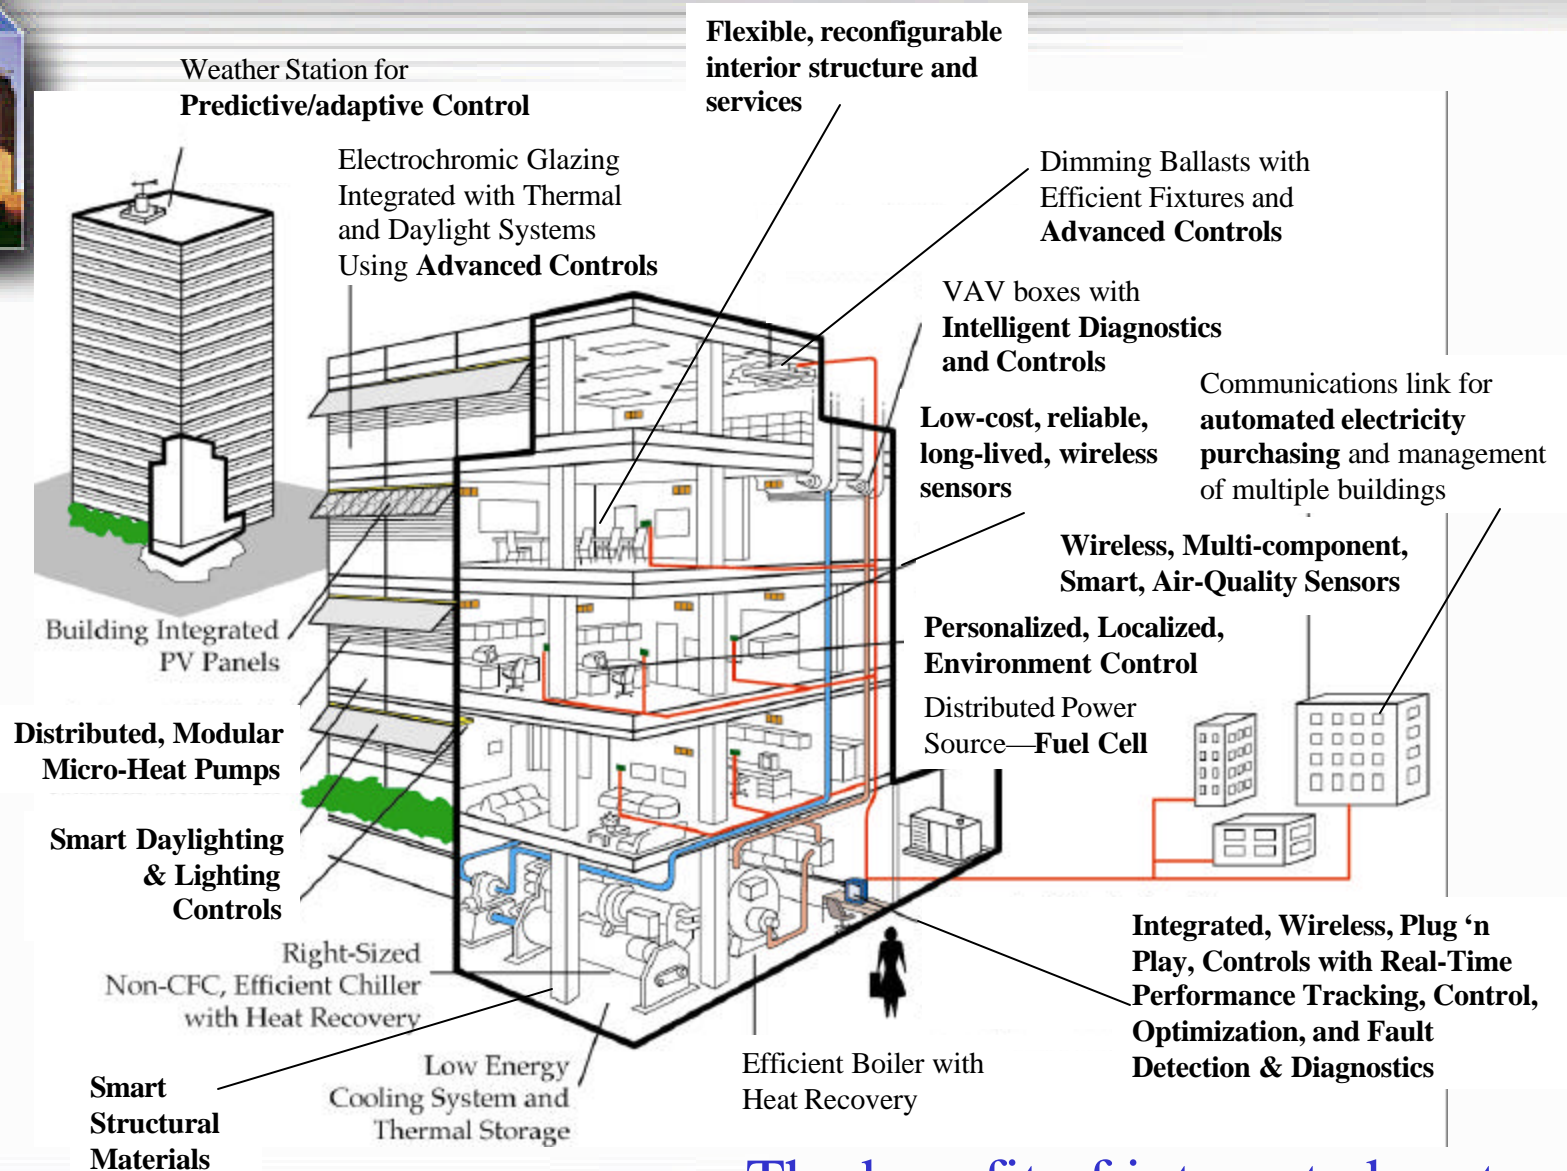 Flexible, reconfigurable
interior structure and
services
Weather Station for
Predictive/adaptive Control
Electrochromic Glazing
Integrated with Thermal
and Daylight Systems
Using Advanced Controls
Dimming Ballasts with
Efficient Fixtures and
Advanced Controls
VAV boxes with
Intelligent Diagnostics
and Controls
Communications link for
automated electricity
purchasing and management
of multiple buildings
Low-cost, reliable,
long-lived, wireless
sensors
Wireless, Multi-component,
Smart, Air-Quality Sensors
Building Integrated
PV Panels
Personalized, Localized,
Environment Control
Distributed Power
Source—Fuel Cell
Distributed, Modular
Micro-Heat Pumps
Smart Daylighting
& Lighting
Controls
Right-Sized
Non-CFC, Efficient Chiller
with Heat Recovery
Integrated, Wireless, Plug ‘n
Play, Controls with Real-Time
Performance Tracking, Control,
Optimization, and Fault
Detection & Diagnostics
Low Energy
Cooling System and
Thermal Storage
Efficient Boiler with
Heat Recovery
Smart
Structural
Materials